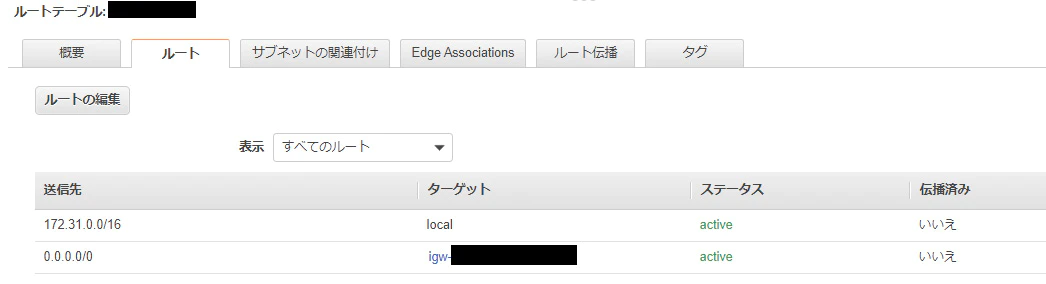 ルートテーブル:
概要 ルート サブネットの関連付け Edge Associations ルート伝播 タグ
ルートの編集
表示 すべてのルート
送信先 ターゲット ステータス 伝播済み
172.31.0.0/16 local active いいえ
0.0.0.0/0 igw- active いいえ